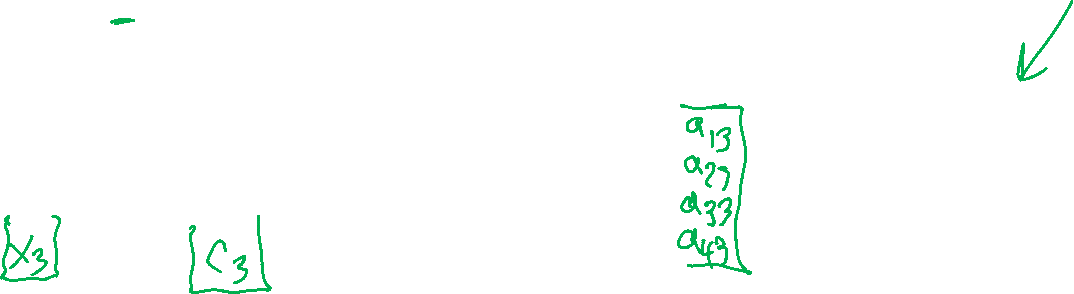 -
a₁₃
a₂₃
a₃₃
a₄₃
[x₃] [c₃]